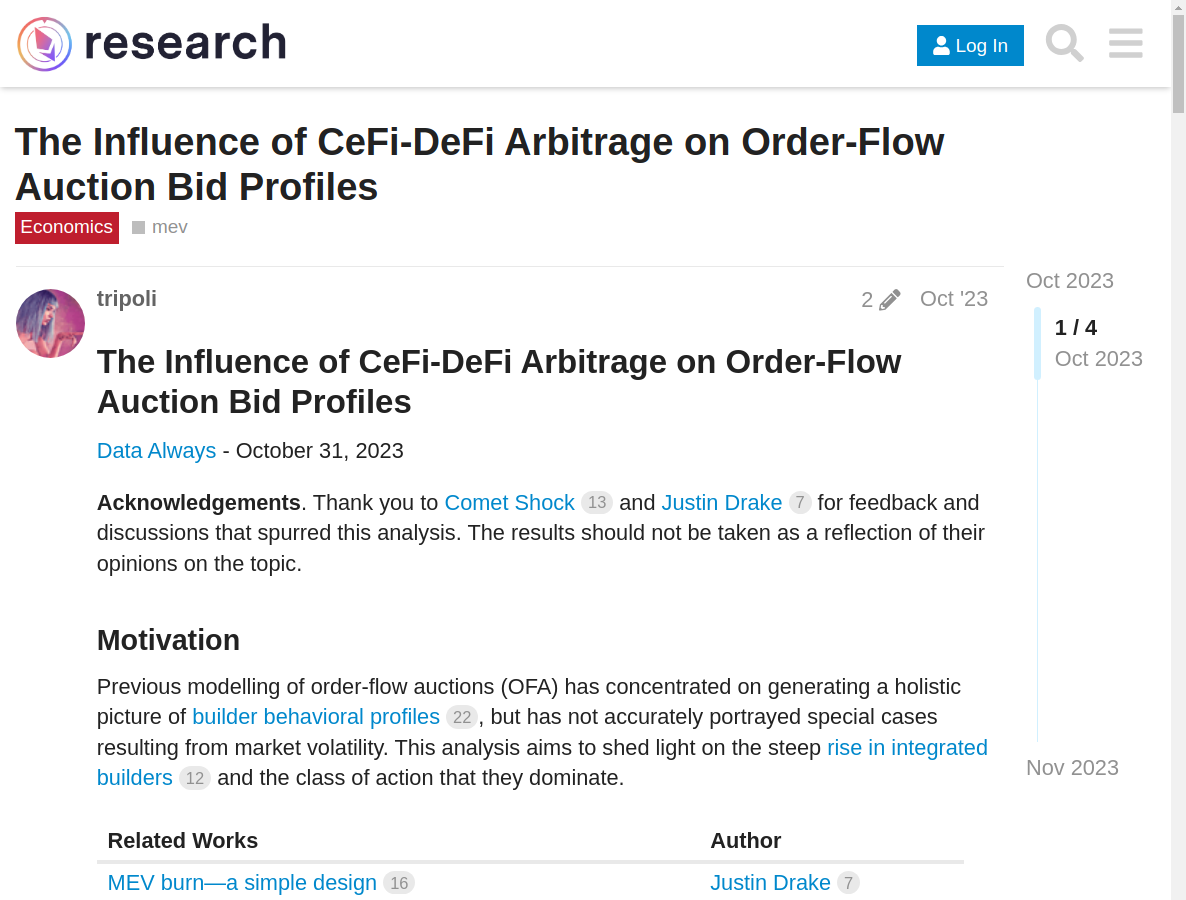 research
Log In
The Influence of CeFi-DeFi Arbitrage on Order-Flow
Auction Bid Profiles
Economics mev
tripoli 2 Oct '23
The Influence of CeFi-DeFi Arbitrage on Order-Flow
Auction Bid Profiles
Data Always - October 31, 2023
Acknowledgements. Thank you to Comet Shock 13 and Justin Drake 7 for feedback and
discussions that spurred this analysis. The results should not be taken as a reflection of their
opinions on the topic.
Motivation
Previous modelling of order-flow auctions (OFA) has concentrated on generating a holistic
picture of builder behavioral profiles 22, but has not accurately portrayed special cases
resulting from market volatility. This analysis aims to shed light on the steep rise in integrated
builders 12 and the class of action that they dominate.
Related Works Author
MEV burn—a simple design 16 Justin Drake 7
Oct 2023
1 / 4
Oct 2023
Nov 2023